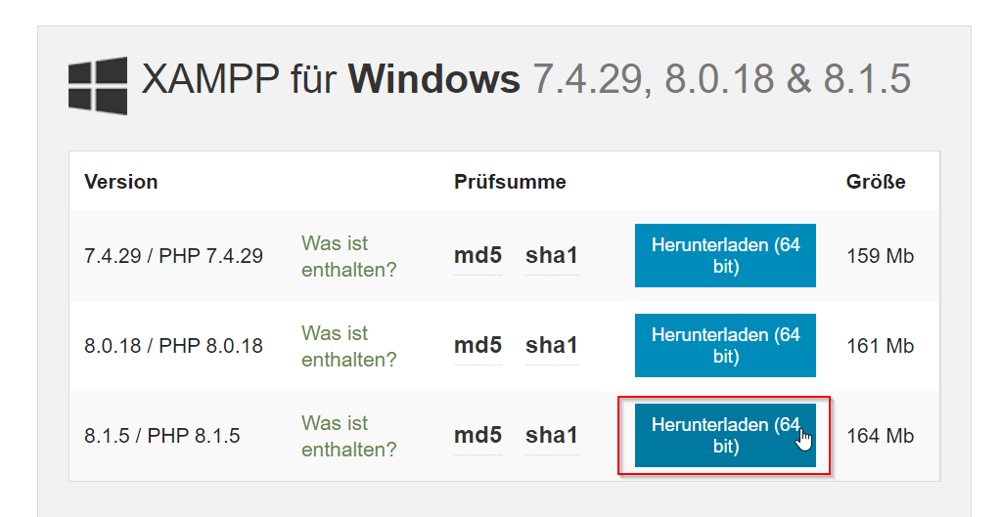 XAMPP für Windows 7.4.29, 8.0.18 & 8.1.5
Version Prüfsumme Größe
7.4.29 / PHP 7.4.29 Was ist enthalten? md5 sha1 Herunterladen (64 bit) 159 Mb
8.0.18 / PHP 8.0.18 Was ist enthalten? md5 sha1 Herunterladen (64 bit) 161 Mb
8.1.5 / PHP 8.1.5 Was ist enthalten? md5 sha1 Herunterladen (64 bit) 164 Mb